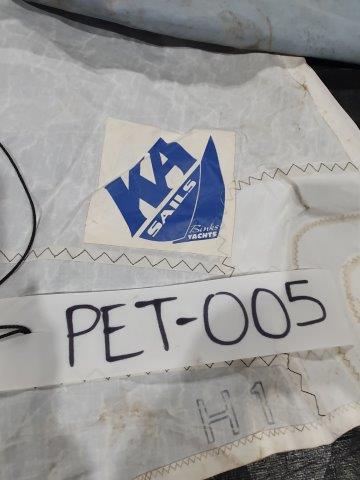 KA
SAILS
Binks
YACHTS
PET-005
H1